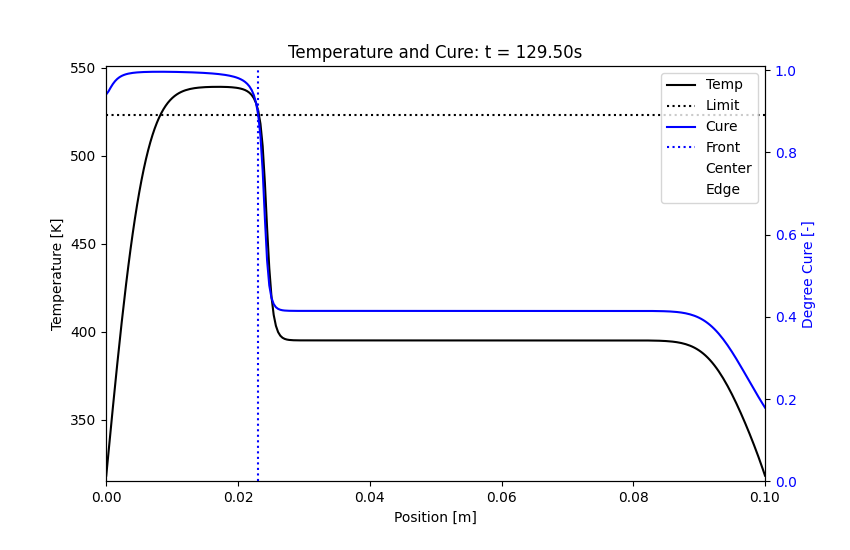 Temperature and Cure: t = 129.50s
550
500
450
400
350
Temperature [K]
Temp
Limit
Cure
Front
Center
Edge
1.0
0.8
0.6
0.4
0.2
0.0
Degree Cure [-]
0.00 0.02 0.04 0.06 0.08 0.10
Position [m]